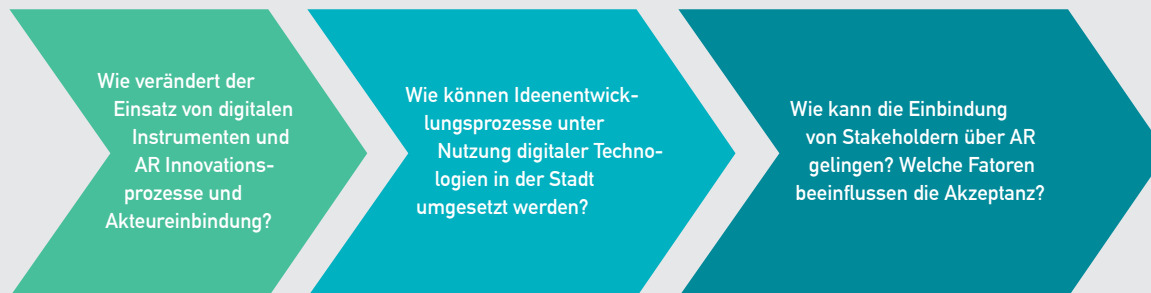 Wie verändert der
Einsatz von digitalen
Instrumenten und
AR Innovations-
prozesse und
Akteureinbindung?
Wie können Ideenentwick-
lungsprozesse unter
Nutzung digitaler Techno-
logien in der Stadt
umgesetzt werden?
Wie kann die Einbindung
von Stakeholdern über AR
gelingen? Welche Fatoren
beeinflussen die Akzeptanz?